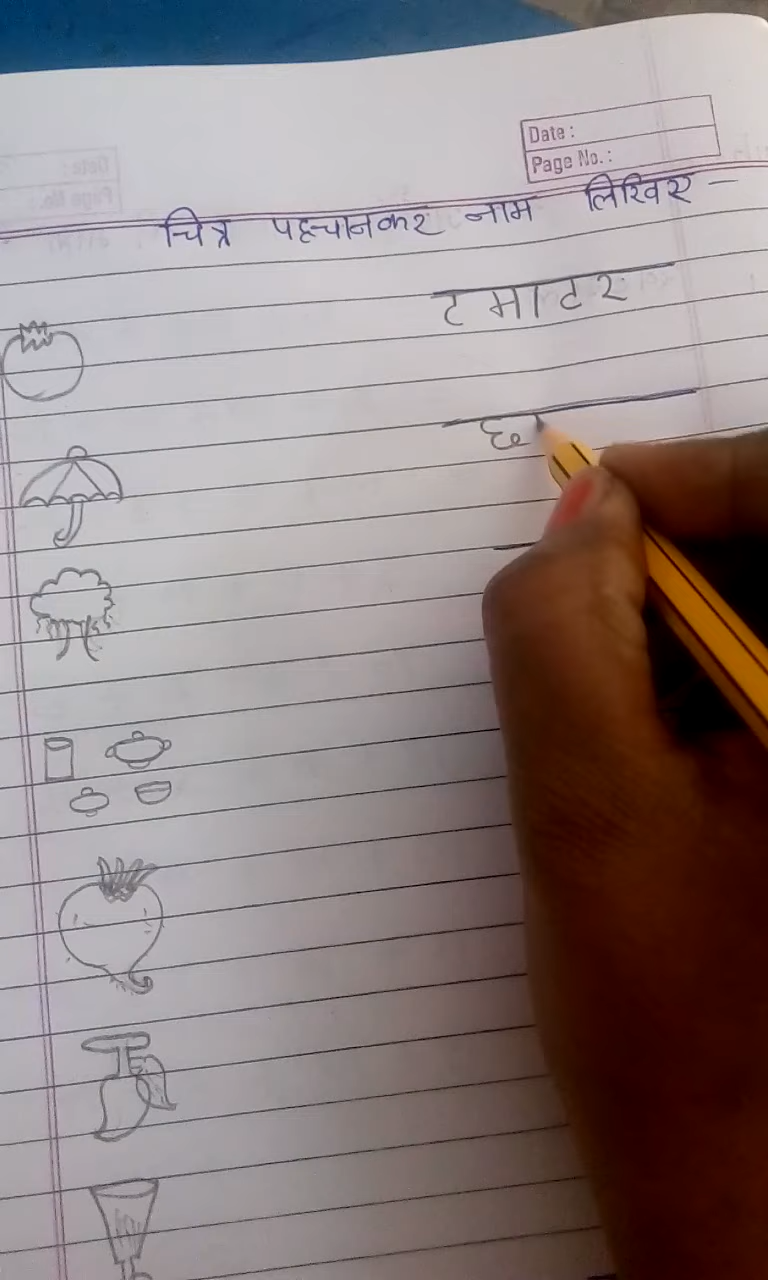 Date :
Page No. :
चित्र पहचानकर नाम लिखिए -
टमाटर
छ